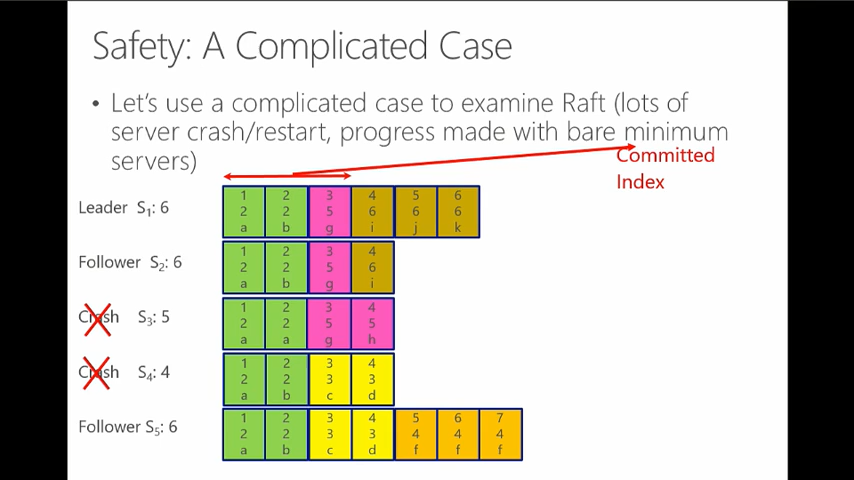 Safety: A Complicated Case
• Let's use a complicated case to examine Raft (lots of
server crash/restart, progress made with bare minimum
servers)
Committed
Index
Leader S1: 6
1 2 3 4 5 6
2 2 5 6 6 6
a b g i j k
Follower S2: 6
1 2 3 4
2 2 5 6
a b g i
Crash S3: 5
1 2 3 4
2 2 5 5
a a g h
Crash S4: 4
1 2 3 4
2 2 3 3
a b c d
Follower S5: 6
1 2 3 4 5 6 7
2 2 3 3 4 4 4
a b c d f f f